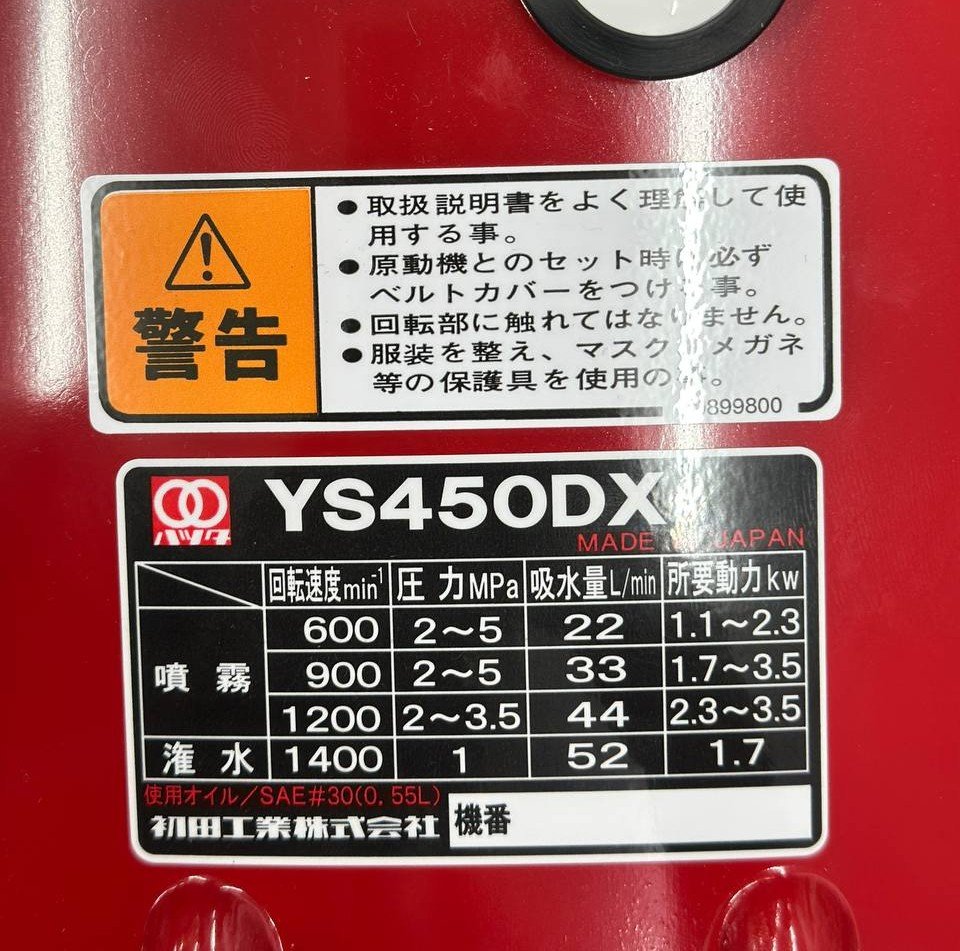 警告
●取扱説明書をよく理解して使
用する事。
●原動機とのセット時は必ず
ベルトカバーをつける事。
●回転部に触れてはなりません。
●服装を整え、マスク、メガネ
等の保護具を使用の事。
899800
ハツタ
YS450DX
MADE JAPAN
回転速度min⁻¹ 圧力MPa 吸水量L/min 所要動力kw
噴霧 600 2～5 22 1.1～2.3
900 2～5 33 1.7～3.5
1200 2～3.5 44 2.3～3.5
潅水 1400 1 52 1.7
使用オイル/SAE#30(0.55L)
初田工業株式会社
機番